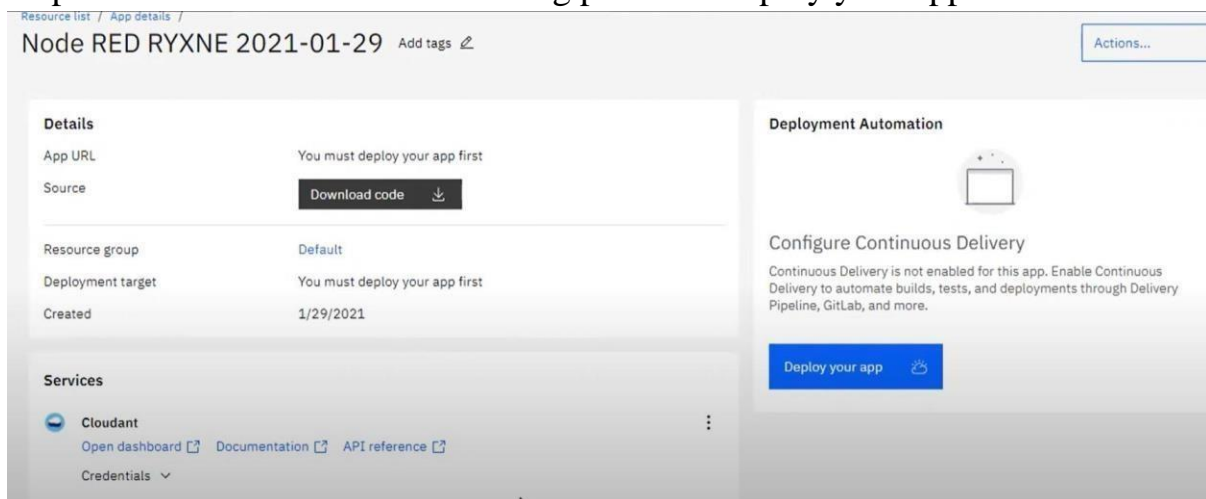 Resource list / App details /
Node RED RYXNE 2021-01-29 Add tags
Actions...
Details
App URL You must deploy your app first
Source Download code
Resource group Default
Deployment target You must deploy your app first
Created 1/29/2021
Services
Cloudant
Open dashboard Documentation API reference
Credentials
Deployment Automation
Configure Continuous Delivery
Continuous Delivery is not enabled for this app. Enable Continuous
Delivery to automate builds, tests, and deployments through Delivery
Pipeline, GitLab, and more.
Deploy your app